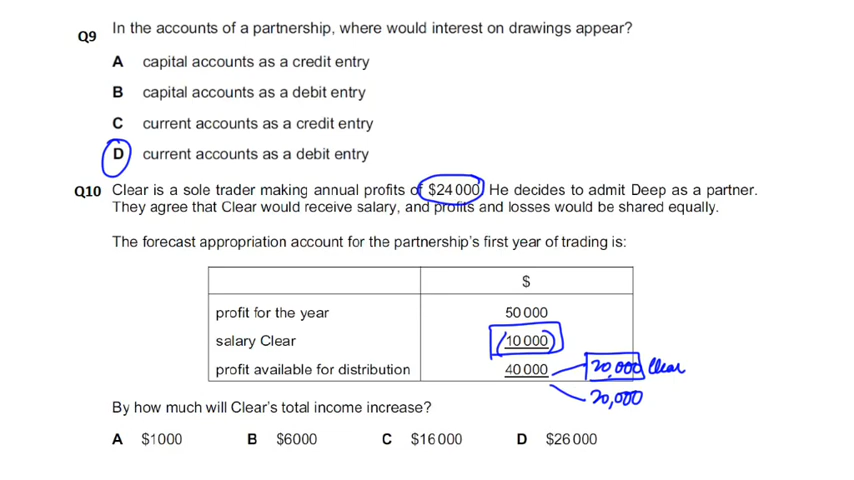 Q9 In the accounts of a partnership, where would interest on drawings appear?
A capital accounts as a credit entry
B capital accounts as a debit entry
C current accounts as a credit entry
D current accounts as a debit entry
Q10 Clear is a sole trader making annual profits of $24 000 He decides to admit Deep as a partner.
They agree that Clear would receive salary, and profits and losses would be shared equally.
The forecast appropriation account for the partnership's first year of trading is:
$
profit for the year 50 000
salary Clear (10 000)
profit available for distribution 40 000 20,000 Clear
20,000
By how much will Clear's total income increase?
A $1000 B $6000 C $16 000 D $26 000